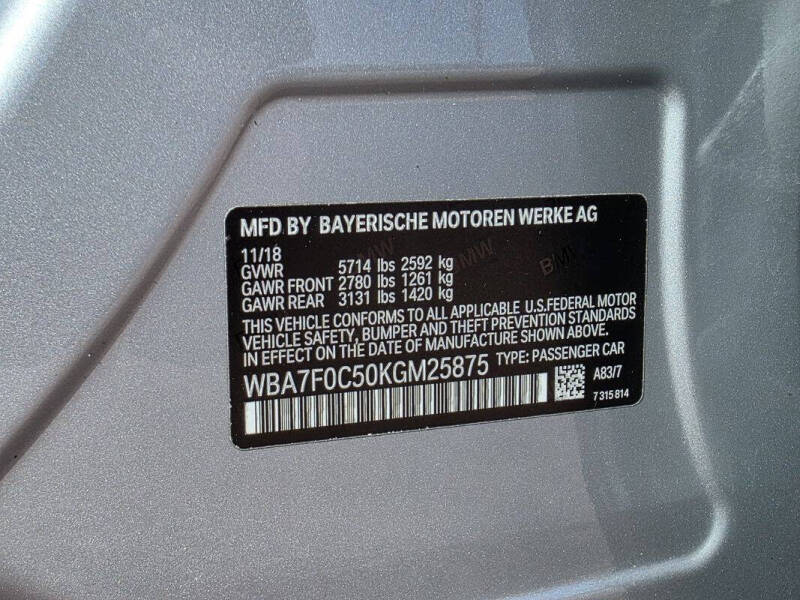 MFD BY BAYERISCHE MOTOREN WERKE AG
11/18
GVWR 5714 lbs 2592 kg
GAWR FRONT 2780 lbs 1261 kg
GAWR REAR 3131 lbs 1420 kg
THIS VEHICLE CONFORMS TO ALL APPLICABLE U.S.FEDERAL MOTOR
VEHICLE SAFETY, BUMPER AND THEFT PREVENTION STANDARDS
IN EFFECT ON THE DATE OF MANUFACTURE SHOWN ABOVE.
WBA7F0C50KGM25875 TYPE: PASSENGER CAR
A83/7
7 315 814
BMW
BMW
BMW